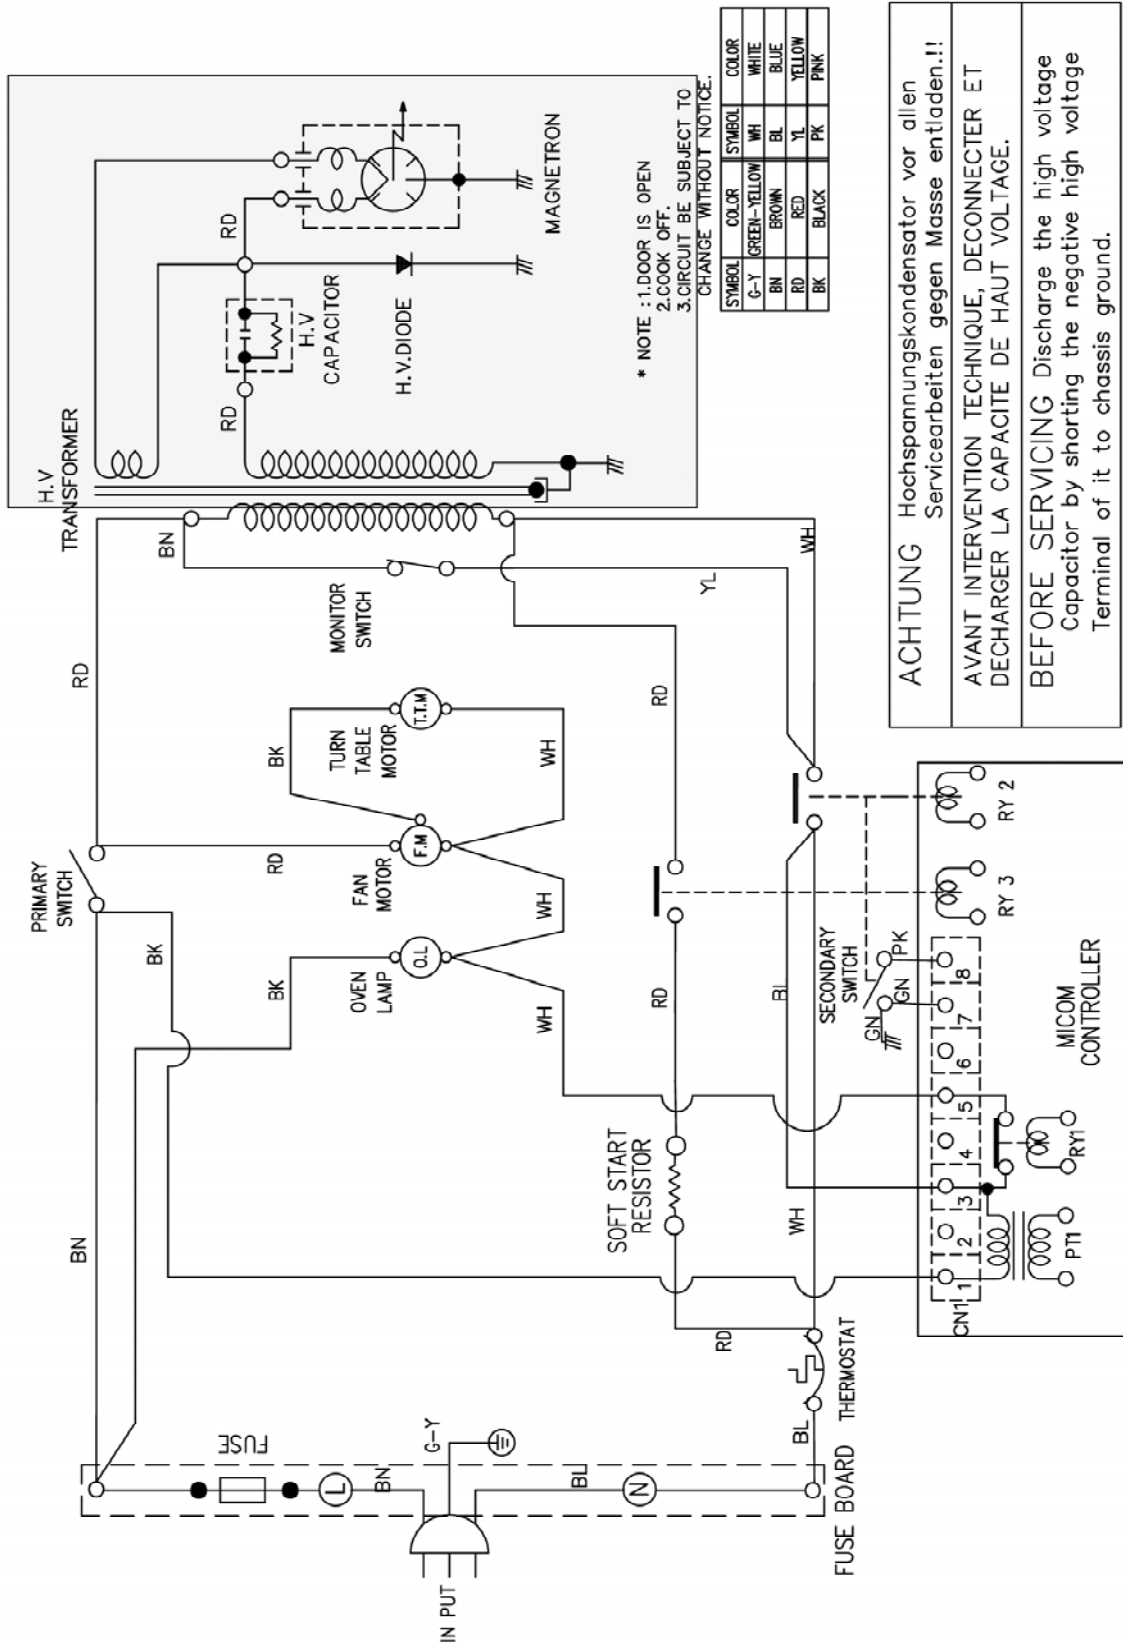 H.V
TRANSFORMER
RD
RD
H.V
CAPACITOR
H.V.DIODE
MAGNETRON
* NOTE :1.DOOR IS OPEN
2.COOK OFF.
3.CIRCUIT BE SUBJECT TO
CHANGE WITHOUT NOTICE.
SYMBOL COLOR SYMBOL COLOR
G-Y GREEN-YELLOW WH WHITE
BN BROWN BL BLUE
RD RED YL YELLOW
BK BLACK PK PINK
ACHTUNG Hochspannungskondensator vor allen
Servicearbeiten gegen Masse entladen.!!
AVANT INTERVENTION TECHNIQUE, DECONNECTER ET
DECHARGER LA CAPACITE DE HAUT VOLTAGE.
BEFORE SERVICING Discharge the high voltage
Capacitor by shorting the negative high voltage
Terminal of it to chassis ground.
PRIMARY
SWITCH
RD
BN
MONITOR
SWITCH
YL
WH
BK
TURN
TABLE
MOTOR
T.T.M
WH
RD
RD
FAN
MOTOR
F.M
WH
BK
BK
OVEN
LAMP
O.L
WH
RD
BL
SECONDARY
SWITCH
PK
GN
GN
RY 2
RY 3
8
7
6
5
4
3
2
1
CN1
MICOM
CONTROLLER
RY1
PT1
BN
SOFT START
RESISTOR
WH
RD
THERMOSTAT
FUSE
L
BN
G-Y
BL
N
BL
FUSE BOARD
IN PUT